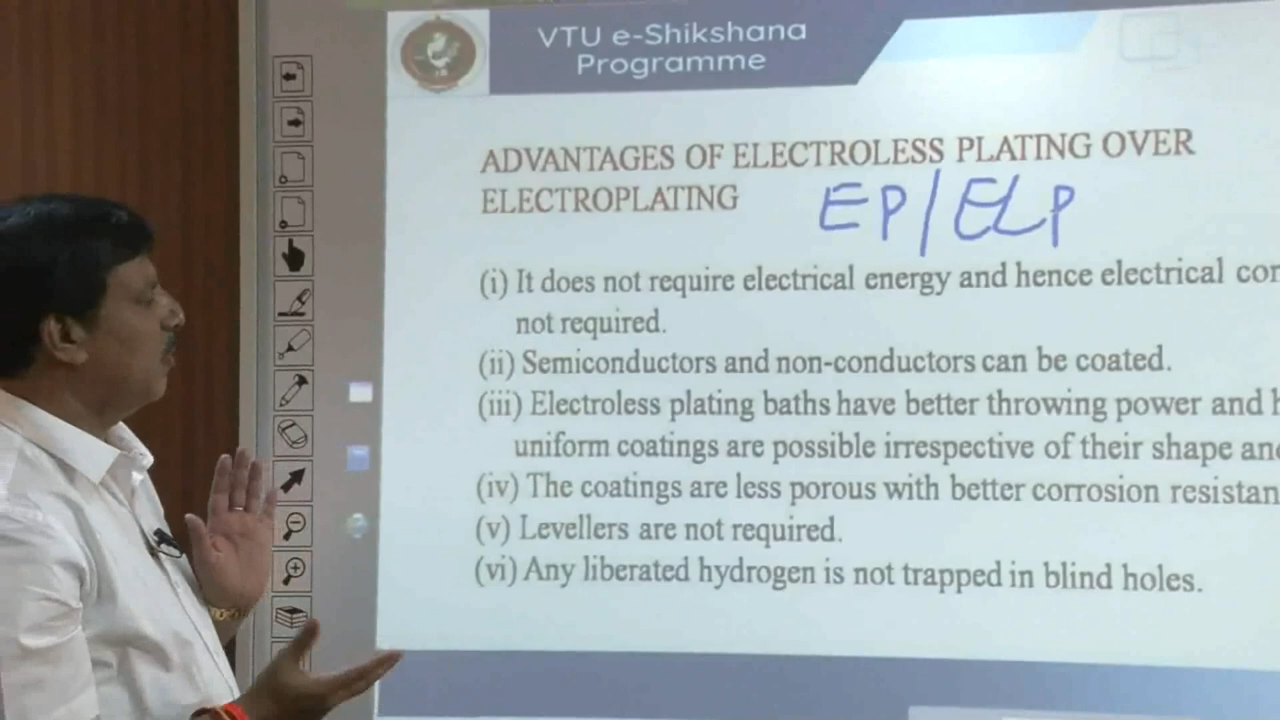 VTU e-Shikshana
Programme
ADVANTAGES OF ELECTROLESS PLATING OVER
ELECTROPLATING
EP/ELP
(i) It does not require electrical energy and hence electrical
not required.
(ii) Semiconductors and non-conductors can be coated.
(iii) Electroless plating baths have better throwing power and
uniform coatings are possible irrespective of their shape
(iv) The coatings are less porous with better corrosion
(v) Levellers are not required.
(vi) Any liberated hydrogen is not trapped in blind holes.